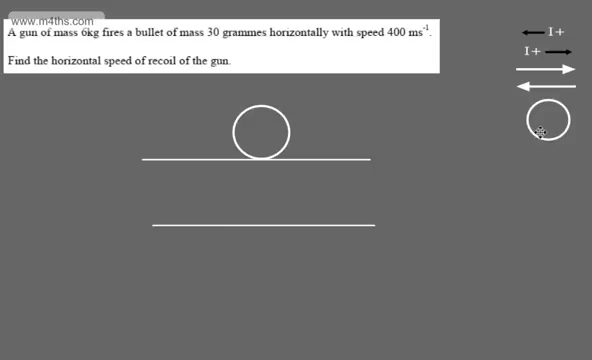 www.m4ths.com
A gun of mass 6kg fires a bullet of mass 30 grammes horizontally with speed 400 ms⁻¹.
Find the horizontal speed of recoil of the gun.
I+
I+